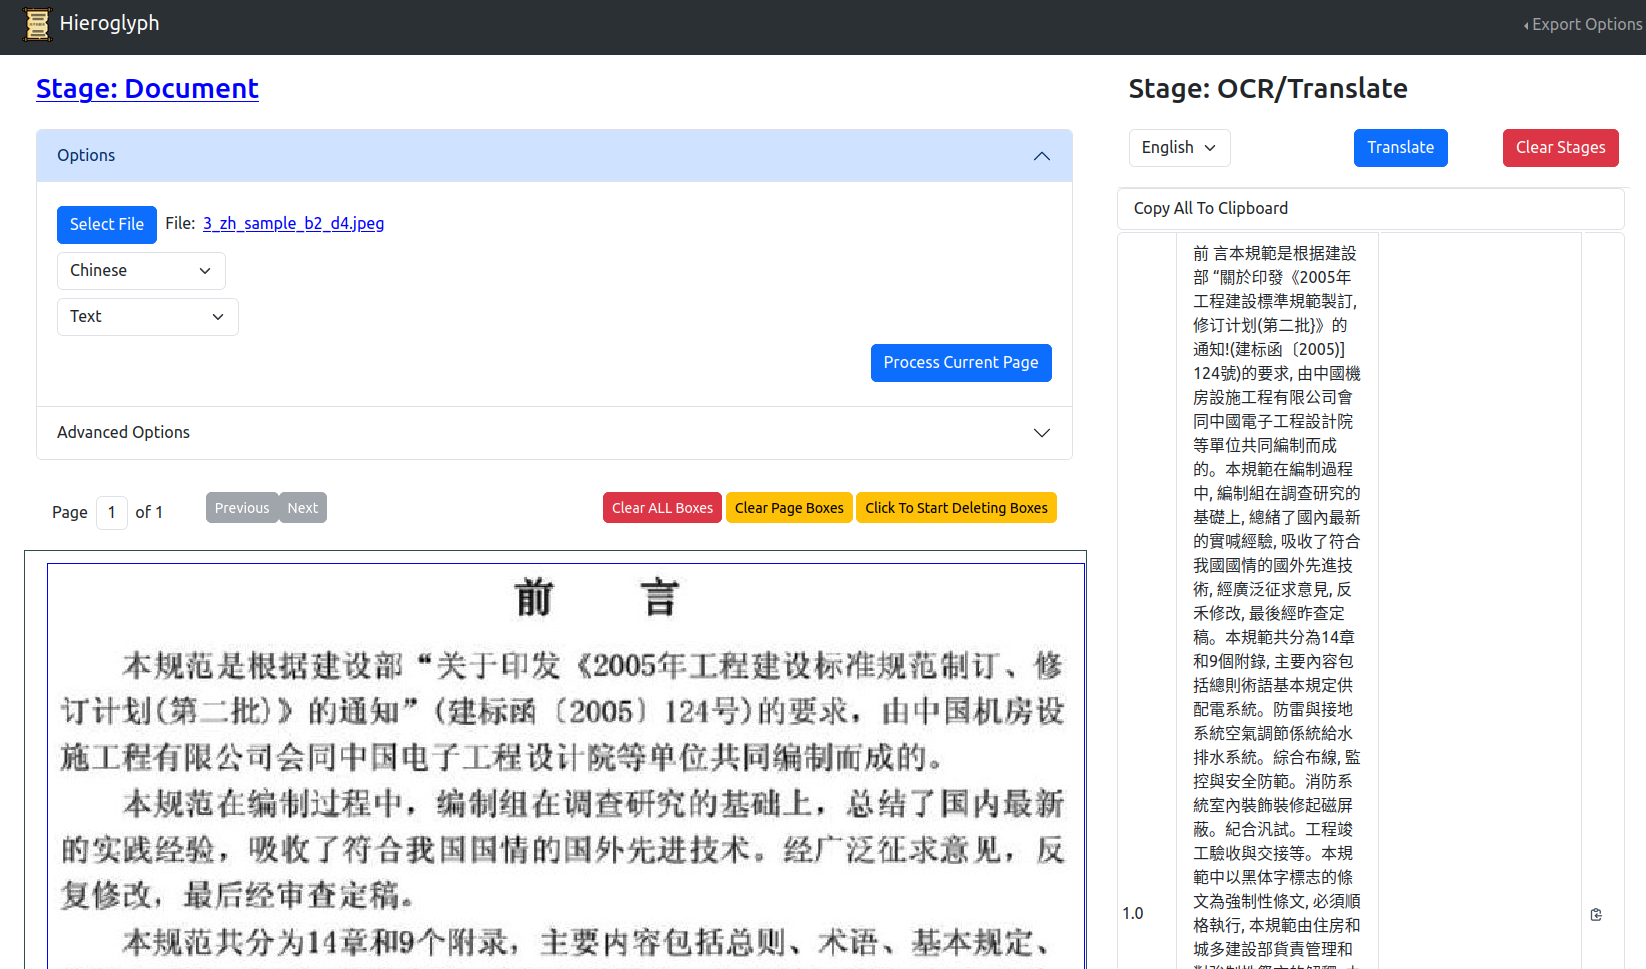 Hieroglyph
Export Options
Stage: Document
Options
Select File File: 3_zh_sample_b2_d4.jpeg
Chinese
Text
Process Current Page
Advanced Options
Page 1 of 1 Previous Next Clear ALL Boxes Clear Page Boxes Click To Start Deleting Boxes
前 言
本规范是根据建设部“关于印发《2005年工程建设标准规范制订、修
订计划(第二批)》的通知”(建标函〔2005〕124号)的要求，由中国机房设
施工程有限公司会同中国电子工程设计院等单位共同编制而成的。
本规范在编制过程中，编制组在调查研究的基础上，总结了国内最新
的实践经验，吸收了符合我国国情的国外先进技术。经广泛征求意见，反
复修改，最后经审查定稿。
本规范共分为14章和9个附录，主要内容包括总则、术语、基本规定、
Stage: OCR/Translate
English Translate Clear Stages
Copy All To Clipboard
1.0
前 言本規範是根据建設
部 “關於印發《2005年
工程建設標準規範製訂,
修订计划(第二批}》的
通知!(建标函〔2005)]
124號)的要求, 由中國機
房設施工程有限公司會
同中國電子工程設計院
等單位共同編制而成
的。本規範在編制過程
中, 編制組在調查研究的
基礎上, 總緒了國內最新
的實喊經驗, 吸收了符合
我國國情的國外先進技
術, 經廣泛征求意見, 反
禾修改, 最後經昨查定
稿。本規範共分為14章
和9個附錄, 主要內容包
括總則術語基本規定供
配電系統。防雷與接地
系統空氣調節係統給水
排水系統。綜合布線, 監
控與安全防範。消防系
統室內裝飾裝修起磁屏
蔽。紀合汎試。工程竣
工驗收與交接等。本規
範中以黑体字標志的條
文為強制性條文, 必須順
格執行, 本規範由住房和
城多建設部貨責管理和